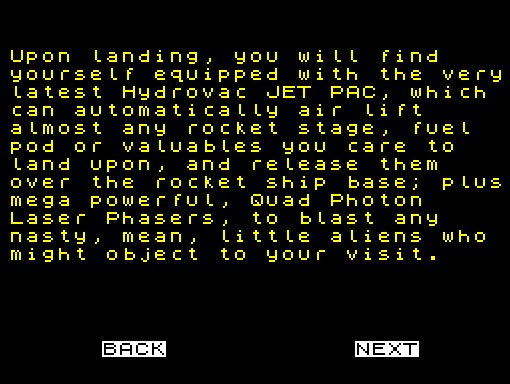 Upon landing, you will find
yourself equipped with the very
latest Hydrovac JET PAC, which
can automatically air lift
almost any rocket stage, fuel
pod or valuables you care to
land upon, and release them
over the rocket ship base; plus
mega powerful, Quad Photon
Laser Phasers, to blast any
nasty, mean, little aliens who
might object to your visit.
BACK NEXT